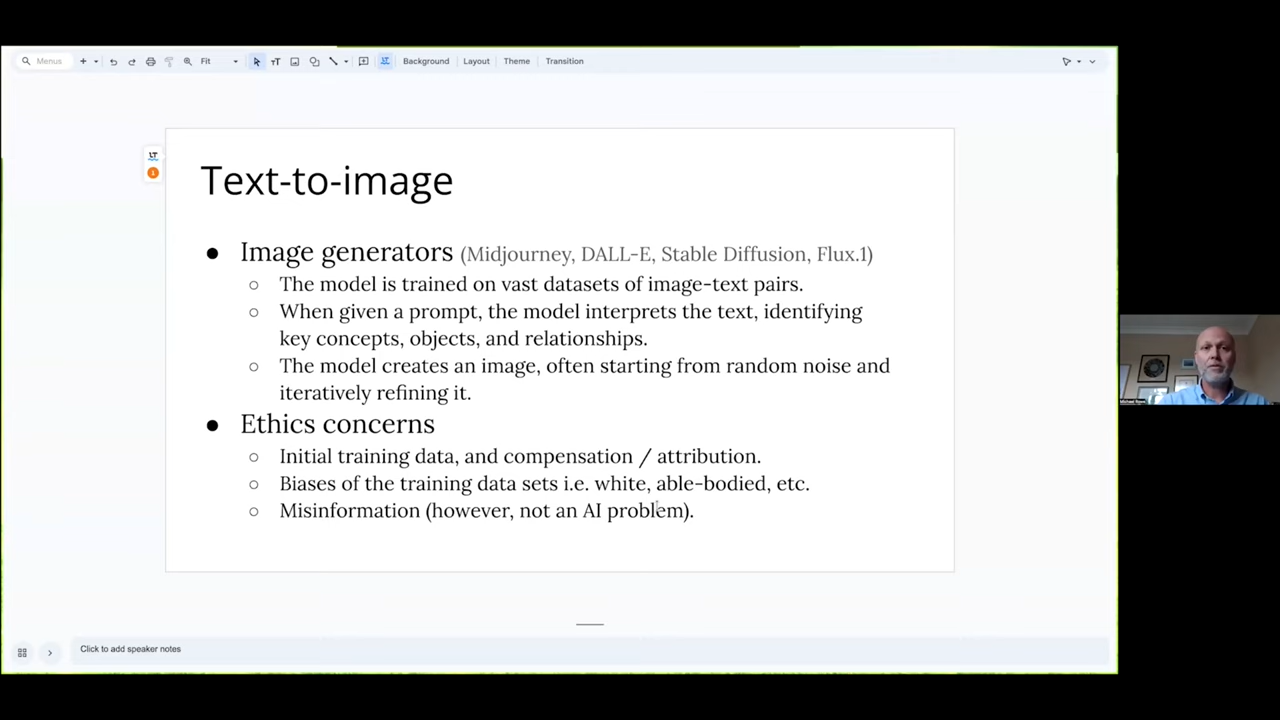 Menus
Fit
Background
Layout
Theme
Transition
LT
1
Text-to-image
● Image generators (Midjourney, DALL-E, Stable Diffusion, Flux.1)
○ The model is trained on vast datasets of image-text pairs.
○ When given a prompt, the model interprets the text, identifying
key concepts, objects, and relationships.
○ The model creates an image, often starting from random noise and
iteratively refining it.
● Ethics concerns
○ Initial training data, and compensation / attribution.
○ Biases of the training data sets i.e. white, able-bodied, etc.
○ Misinformation (however, not an AI problem).
Click to add speaker notes